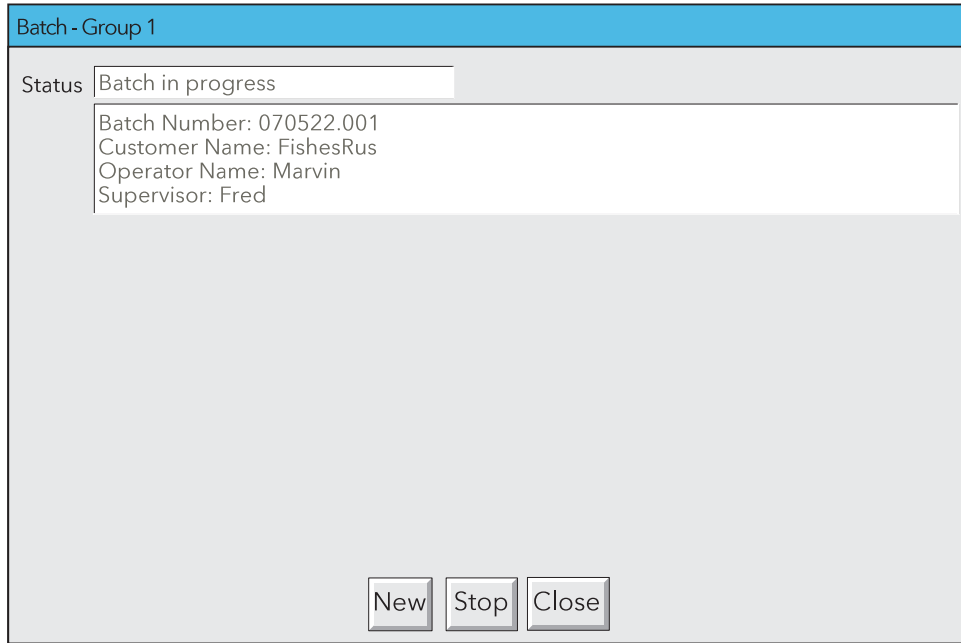 Batch - Group 1
Status Batch in progress
Batch Number: 070522.001
Customer Name: FishesRus
Operator Name: Marvin
Supervisor: Fred
New Stop Close